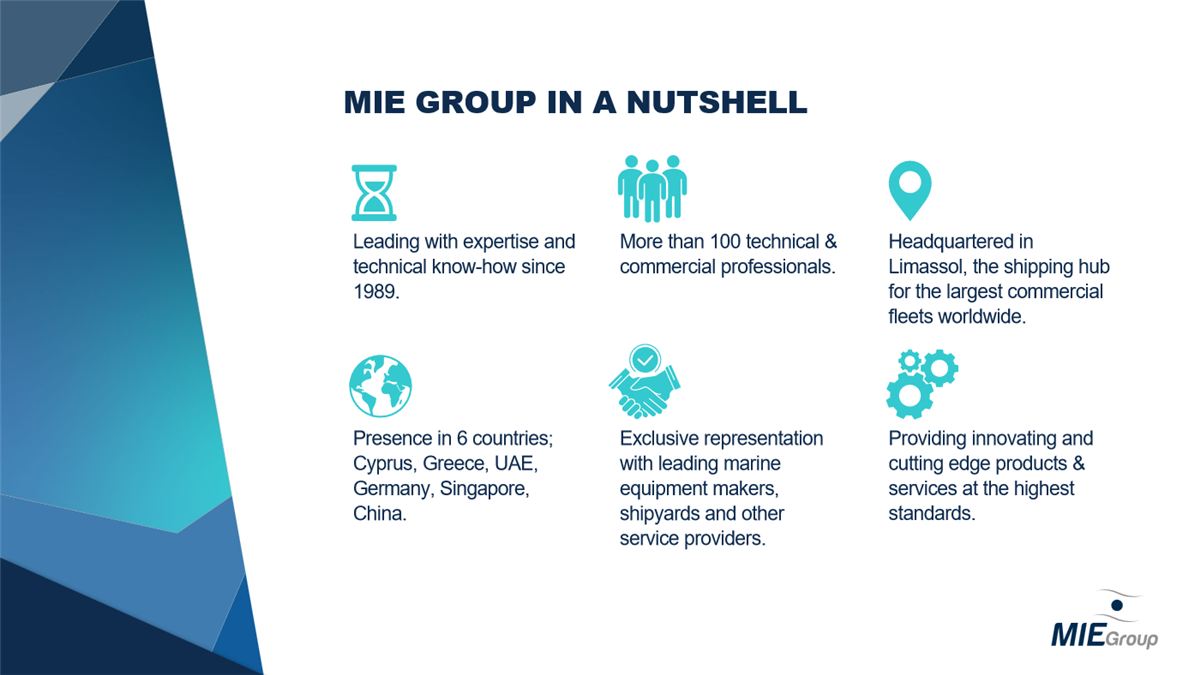 MIE GROUP IN A NUTSHELL
Leading with expertise and
technical know-how since
1989.
More than 100 technical &
commercial professionals.
Headquartered in
Limassol, the shipping hub
for the largest commercial
fleets worldwide.
Presence in 6 countries;
Cyprus, Greece, UAE,
Germany, Singapore,
China.
Exclusive representation
with leading marine
equipment makers,
shipyards and other
service providers.
Providing innovating and
cutting edge products &
services at the highest
standards.
MIE Group